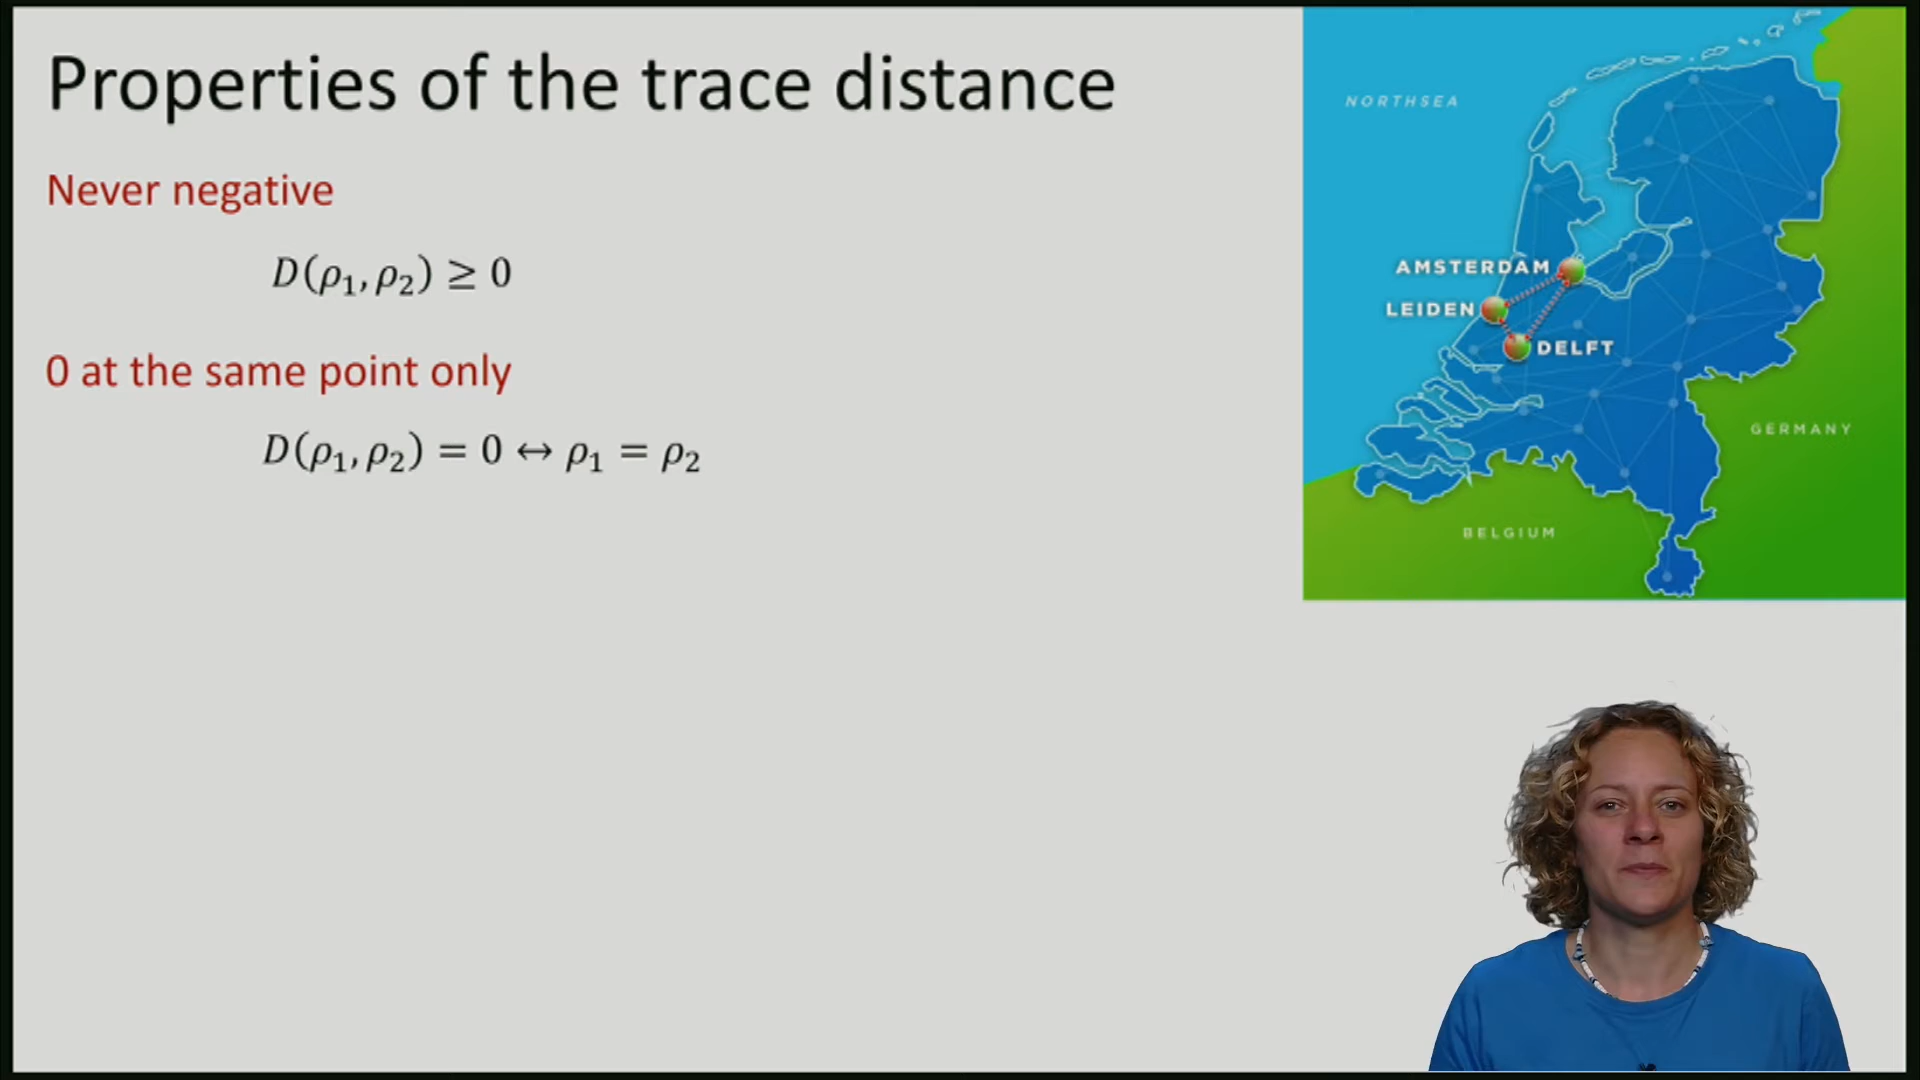 Properties of the trace distance
Never negative
D(ρ₁, ρ₂) ≥ 0
0 at the same point only
D(ρ₁, ρ₂) = 0 ↔ ρ₁ = ρ₂
NORTHSEA
AMSTERDAM
LEIDEN
DELFT
GERMANY
BELGIUM